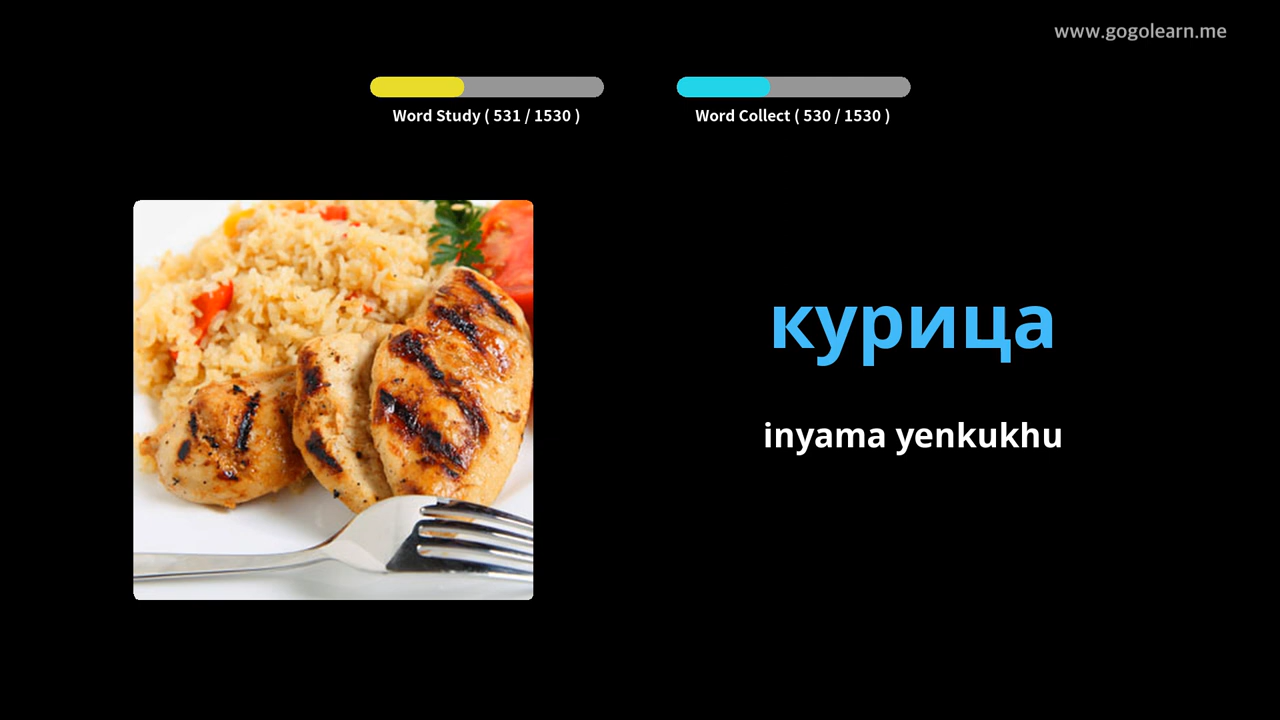 www.gogolearn.me
Word Study ( 531 / 1530 )
Word Collect ( 530 / 1530 )
курица
inyama yenkukhu